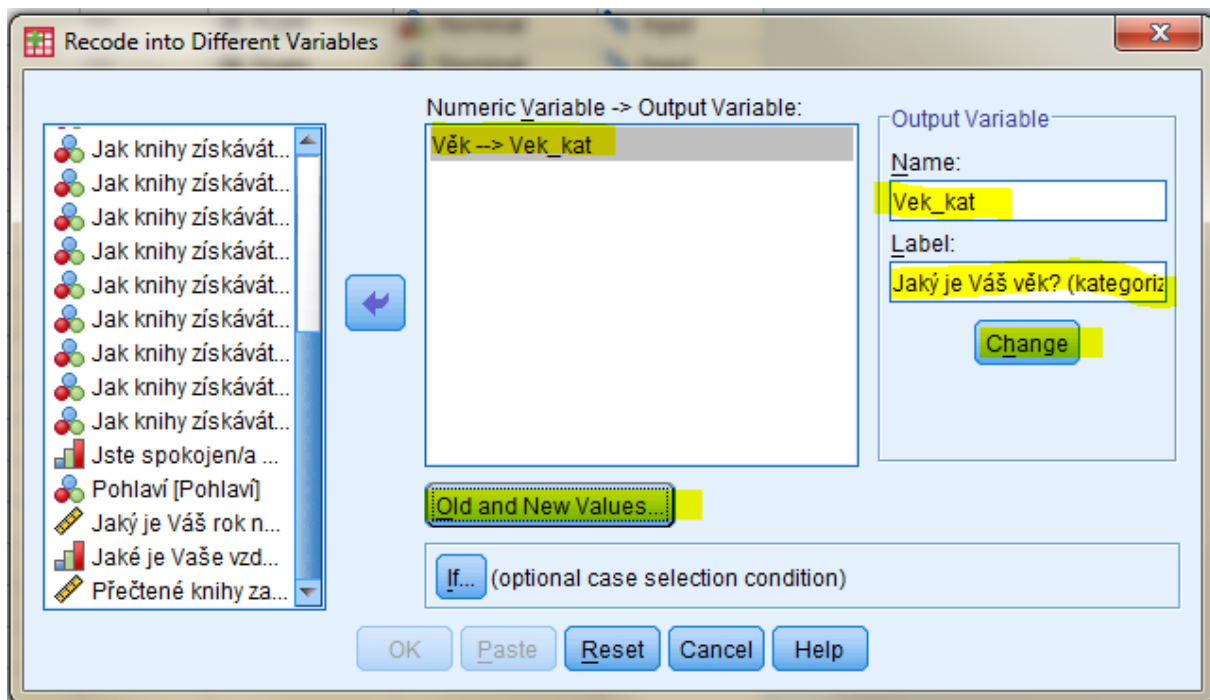 Recode into Different Variables
Jak knihy získávát...
Jak knihy získávát...
Jak knihy získávát...
Jak knihy získávát...
Jak knihy získávát...
Jak knihy získávát...
Jak knihy získávát...
Jak knihy získávát...
Jak knihy získávát...
Jste spokojen/a ...
Pohlaví [Pohlaví]
Jaký je Váš rok n...
Jaké je Vaše vzd...
Přečtené knihy za...
Numeric Variable -> Output Variable:
Věk --> Vek_kat
Output Variable
Name:
Vek_kat
Label:
Jaký je Váš věk? (kategoriz
Change
Old and New Values...
If... (optional case selection condition)
OK Paste Reset Cancel Help